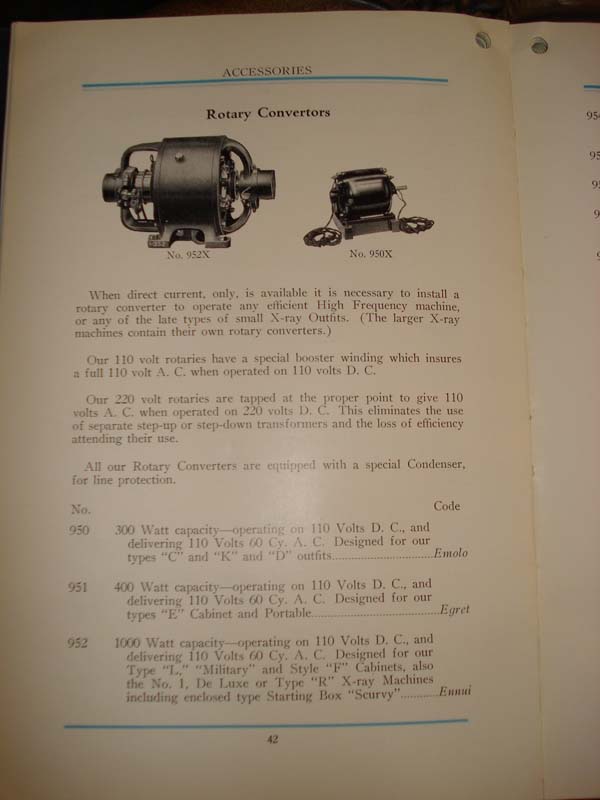 ACCESSORIES
Rotary Convertors
No. 952X
No. 950X
When direct current, only, is available it is necessary to install a
rotary converter to operate any efficient High Frequency machine,
or any of the late types of small X-ray Outfits. (The larger X-ray
machines contain their own rotary converters.)
Our 110 volt rotaries have a special booster winding which insures
a full 110 volt A. C. when operated on 110 volts D. C.
Our 220 volt rotaries are tapped at the proper point to give 110
volts A. C. when operated on 220 volts D. C. This eliminates the use
of separate step-up or step-down transformers and the loss of efficiency
attending their use.
All our Rotary Converters are equipped with a special Condenser,
for line protection.
No. Code
950 300 Watt capacity—operating on 110 Volts D. C., and
delivering 110 Volts 60 Cy. A. C. Designed for our
types "C" and "K" and "D" outfits..............................Emolo
951 400 Watt capacity—operating on 110 Volts D. C., and
delivering 110 Volts 60 Cy. A. C. Designed for our
types "E" Cabinet and Portable......................................Egret
952 1000 Watt capacity—operating on 110 Volts D. C., and
delivering 110 Volts 60 Cy. A. C. Designed for our
Type "L," "Military" and Style "F" Cabinets, also
the No. 1, De Luxe or Type "R" X-ray Machines
including enclosed type Starting Box "Scurvy"...........Ennui
42